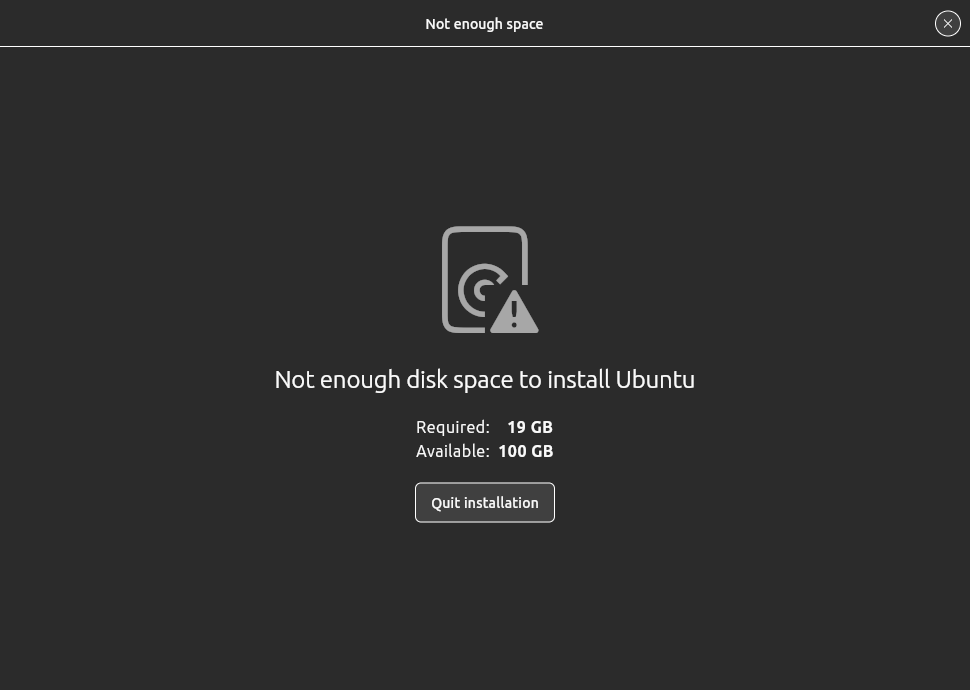 Not enough space
Not enough disk space to install Ubuntu
Required: 19 GB
Available: 100 GB
Quit installation